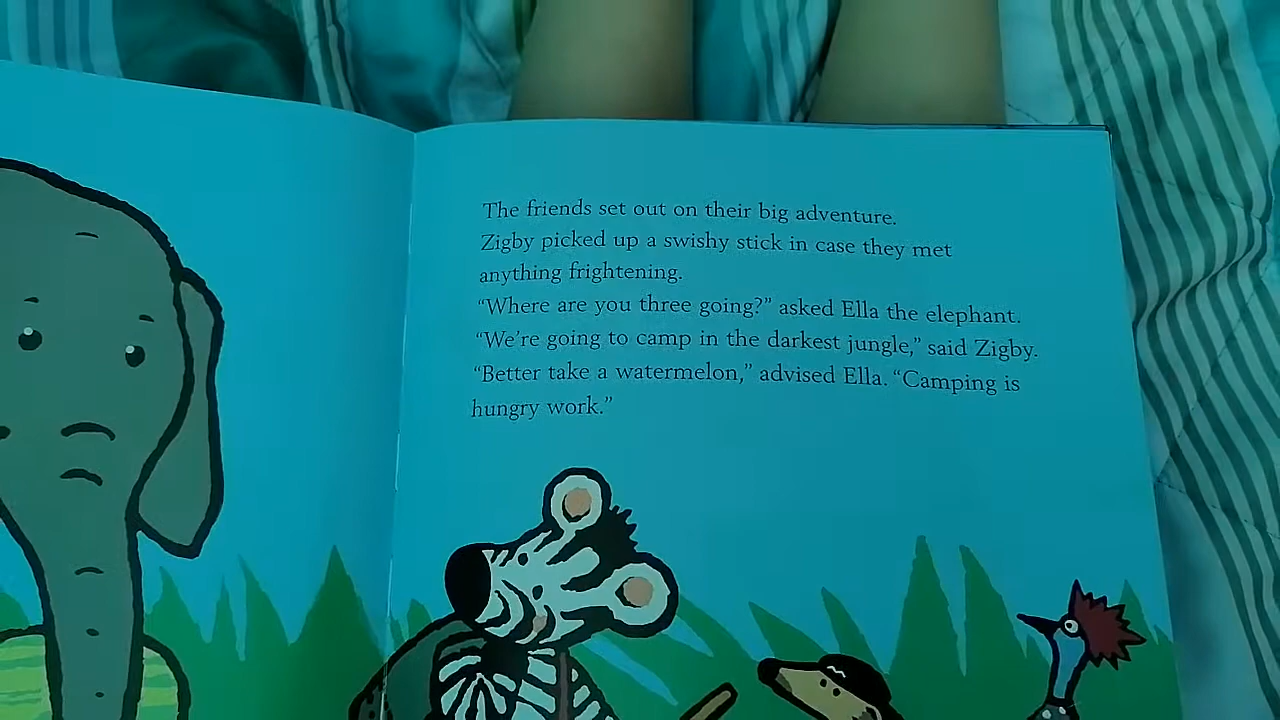 The friends set out on their big adventure.
Zigby picked up a swishy stick in case they met
anything frightening.
“Where are you three going?” asked Ella the elephant.
“We’re going to camp in the darkest jungle,” said Zigby.
“Better take a watermelon,” advised Ella. “Camping is
hungry work.”